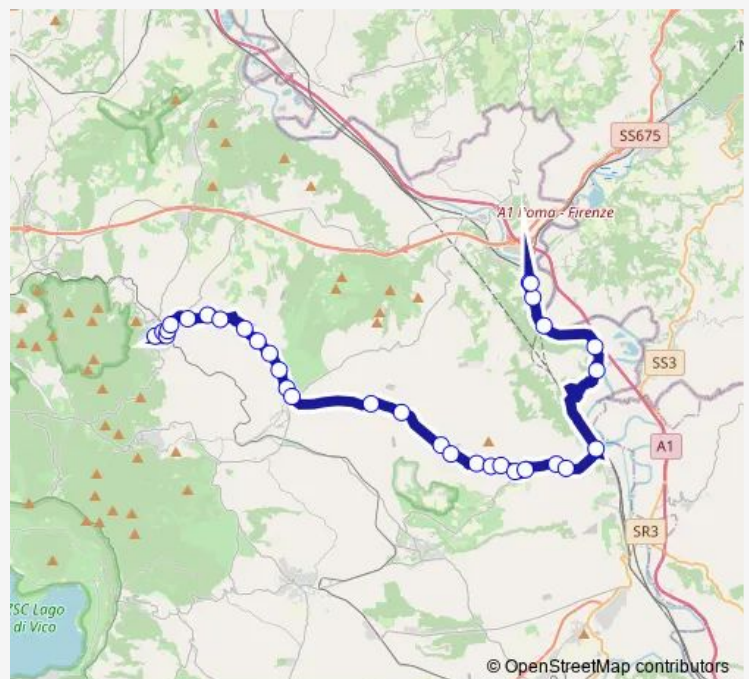 SS675
A1 Roma - Firenze
SS3
A1
SR3
ZSC Lago
di Vico
© OpenStreetMap contributors